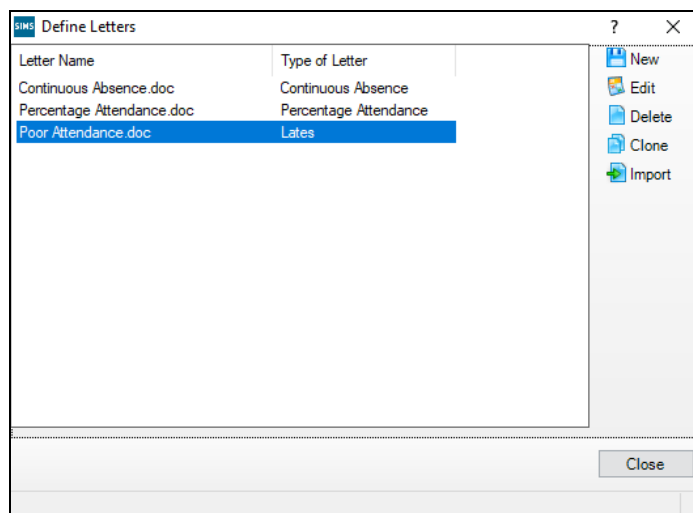 SIMS Define Letters ? X
Letter Name Type of Letter
Continuous Absence.doc Continuous Absence
Percentage Attendance.doc Percentage Attendance
Poor Attendance.doc Lates
New
Edit
Delete
Clone
Import
Close